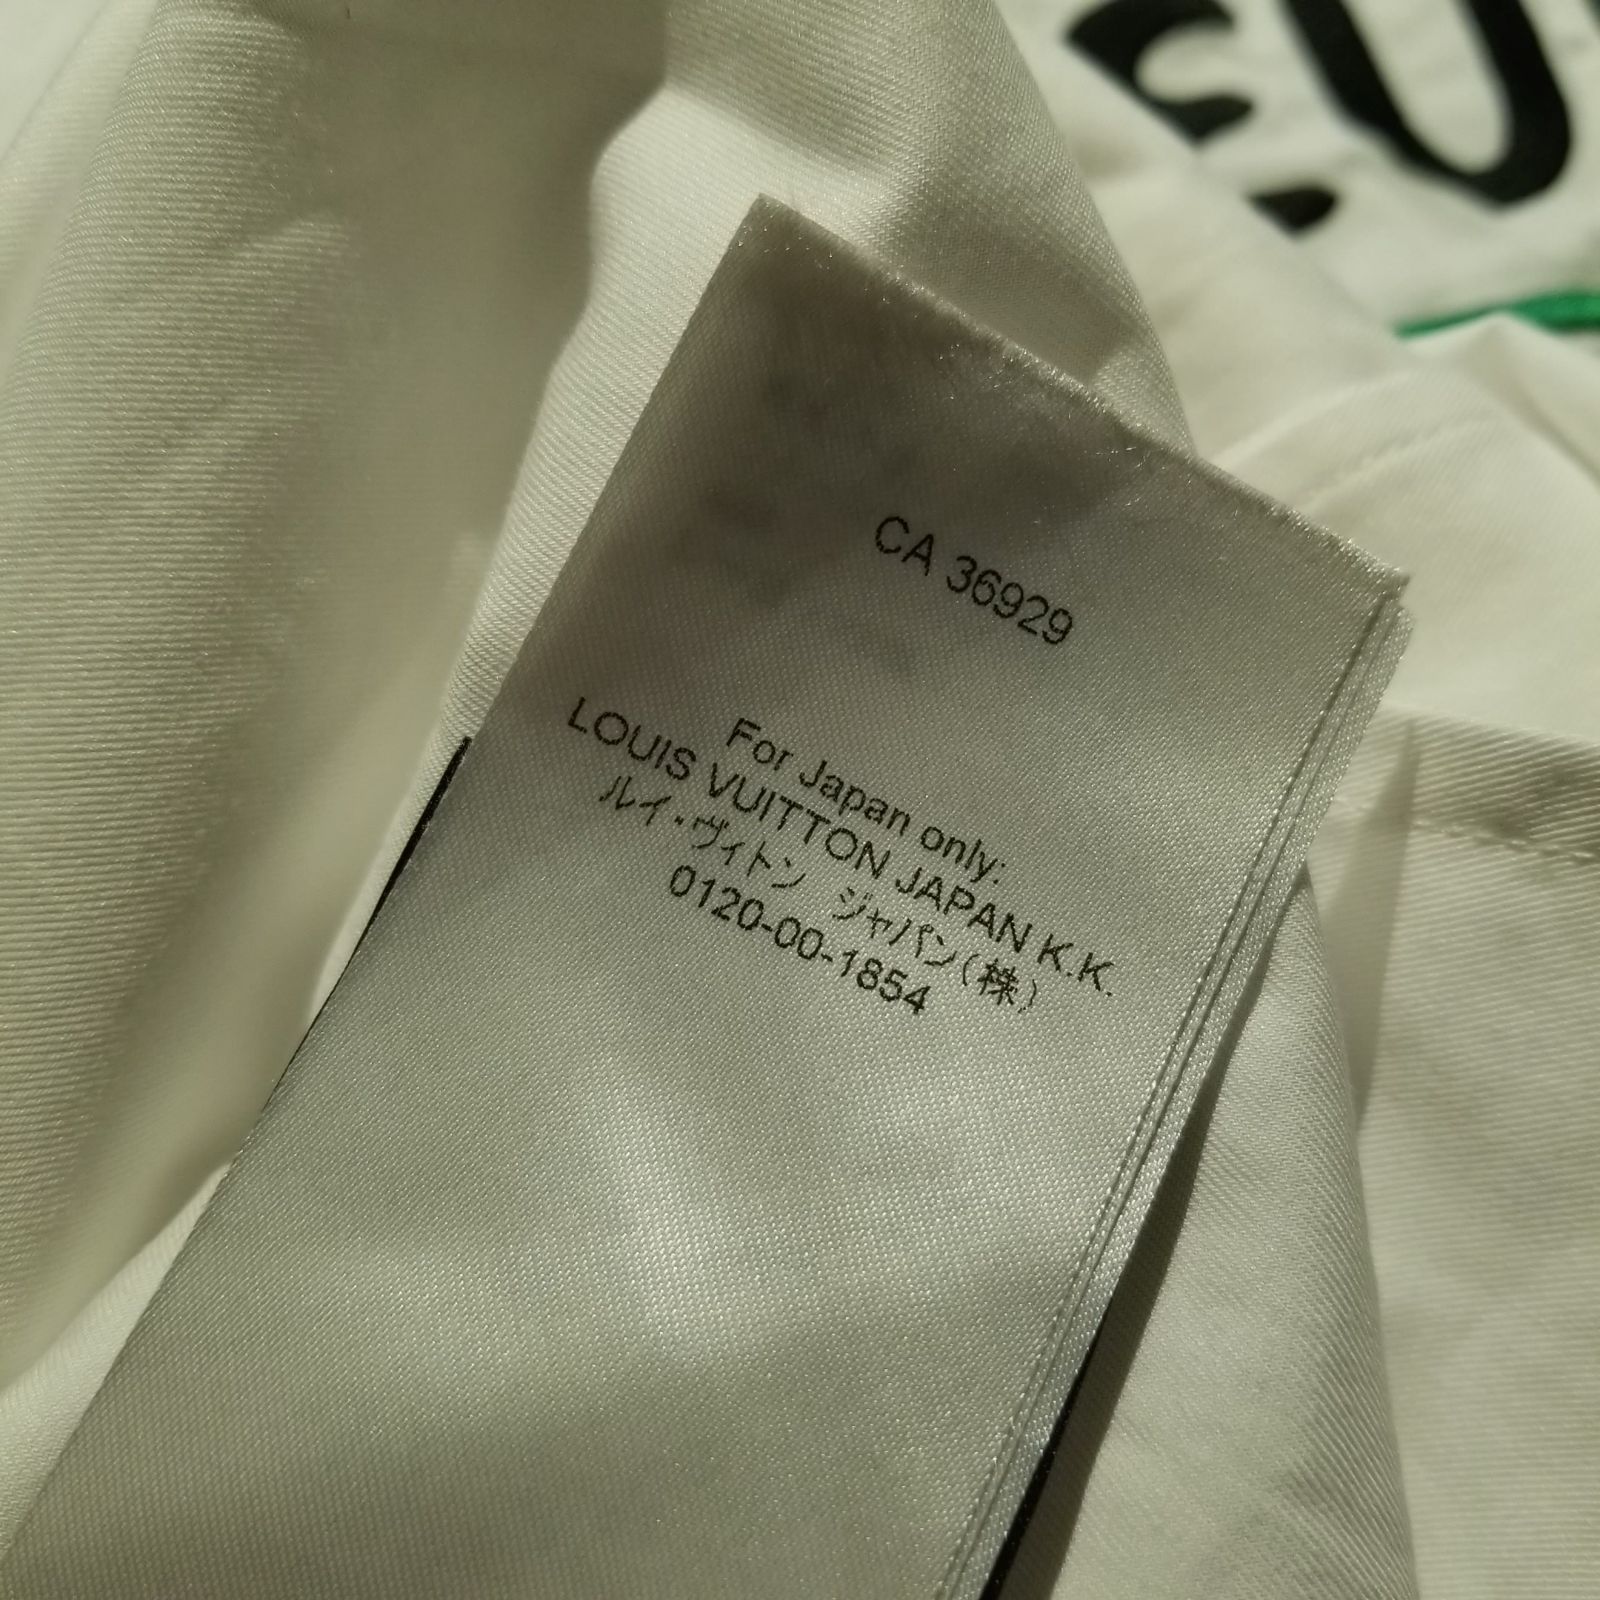 CA 36929
For Japan only:
LOUIS VUITTON JAPAN K.K.
ルイ・ヴィトン ジャパン(株)
0120-00-1854